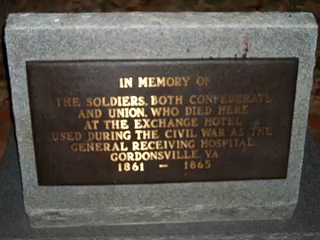 IN MEMORY OF
THE SOLDIERS, BOTH CONFEDERATE
AND UNION, WHO DIED HERE
AT THE EXCHANGE HOTEL
USED DURING THE CIVIL WAR AS THE
GENERAL RECEIVING HOSPITAL.
GORDONSVILLE, VA
1861 — 1865